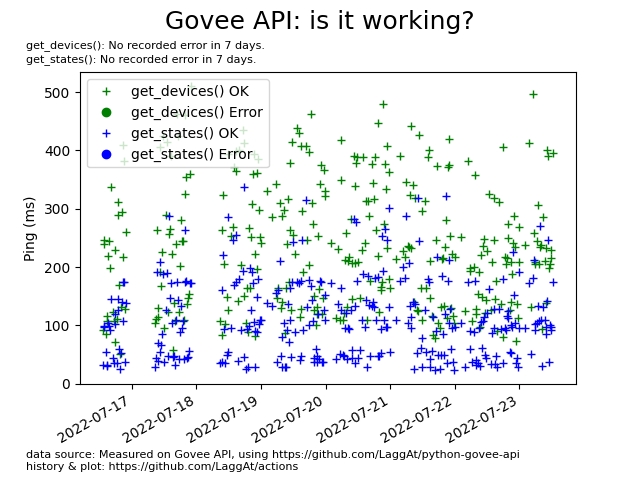 Govee API: is it working?
get_devices(): No recorded error in 7 days.
get_states(): No recorded error in 7 days.
get_devices() OK
get_devices() Error
get_states() OK
get_states() Error
500
400
300
200
100
0
Ping (ms)
2022-07-17
2022-07-18
2022-07-19
2022-07-20
2022-07-21
2022-07-22
2022-07-23
data source: Measured on Govee API, using https://github.com/LaggAt/python-govee-api
history & plot: https://github.com/LaggAt/actions